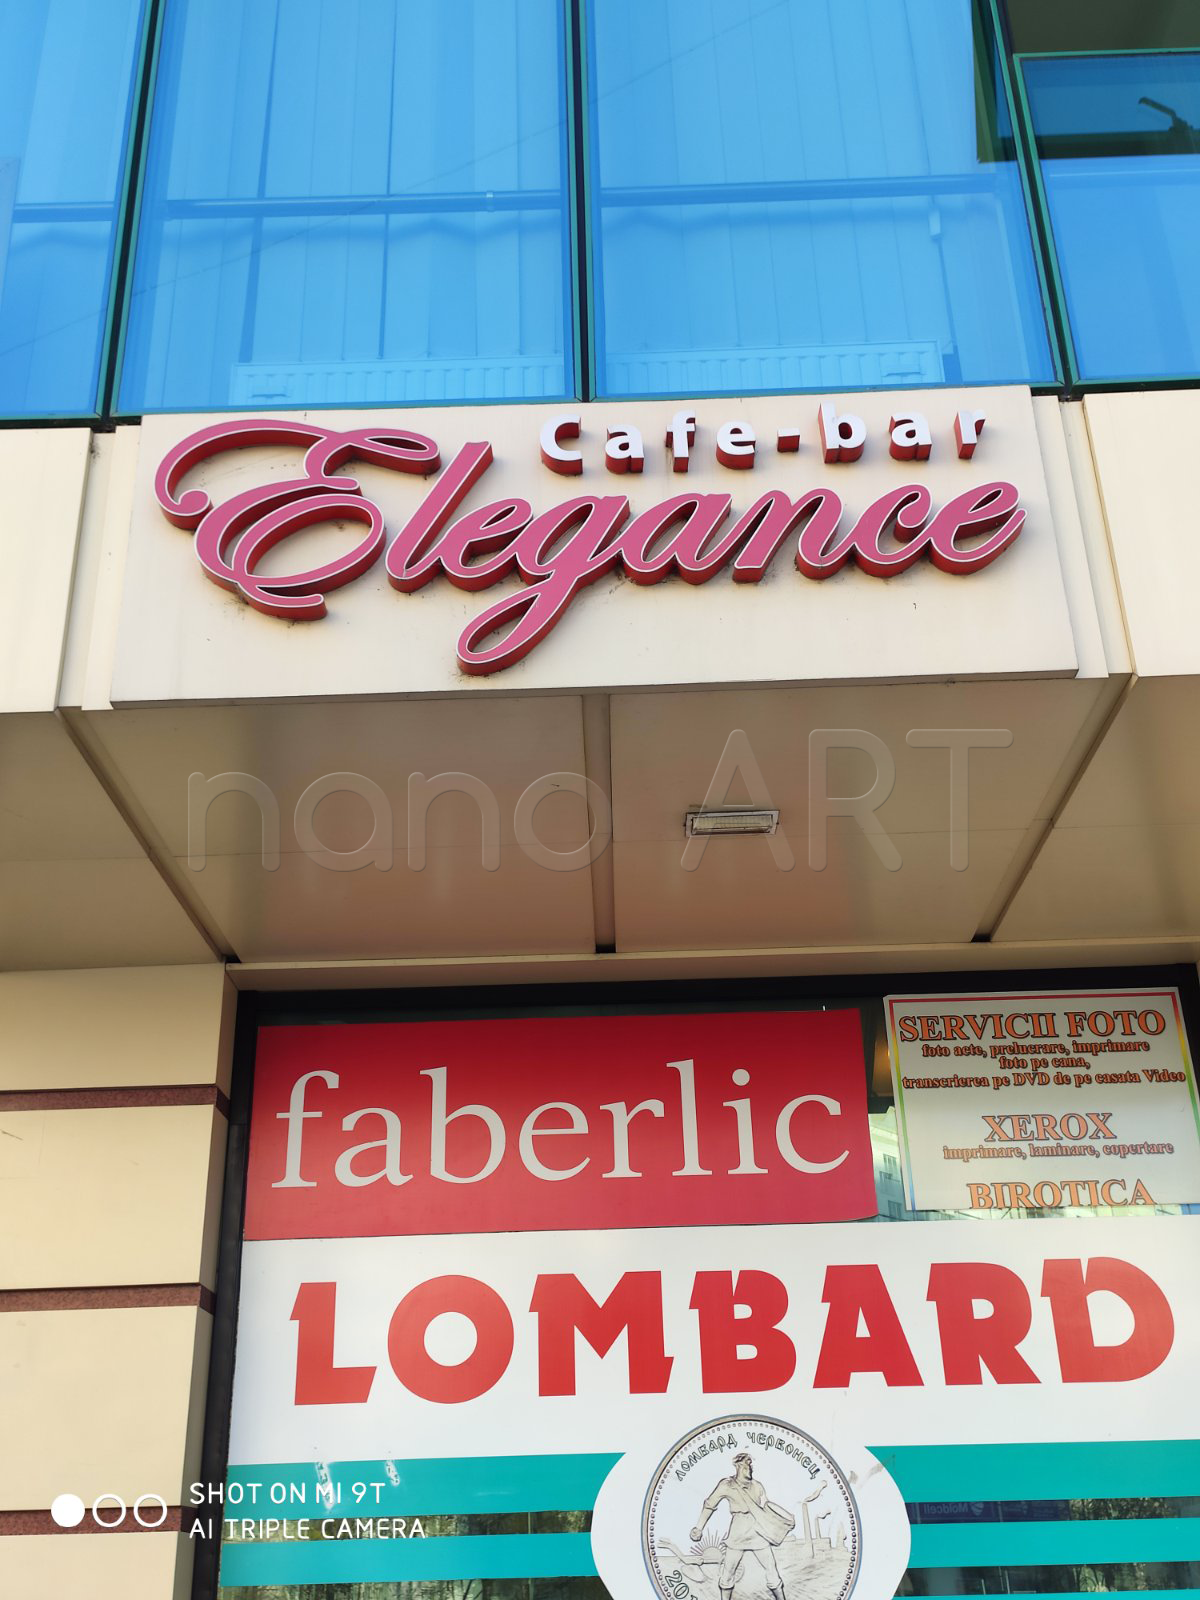 Cafe-bar
Elegance
nano ART
faberlic
SERVICII FOTO
foto acte, prelucrare, imprimare
foto pe cana,
transcrierea pe DVD de pe casata Video
XEROX
imprimare, laminare, copertare
BIROTICA
LOMBARD
ЛОМБАРД ЧЕРВОНЕЦ
SHOT ON MI 9T
AI TRIPLE CAMERA